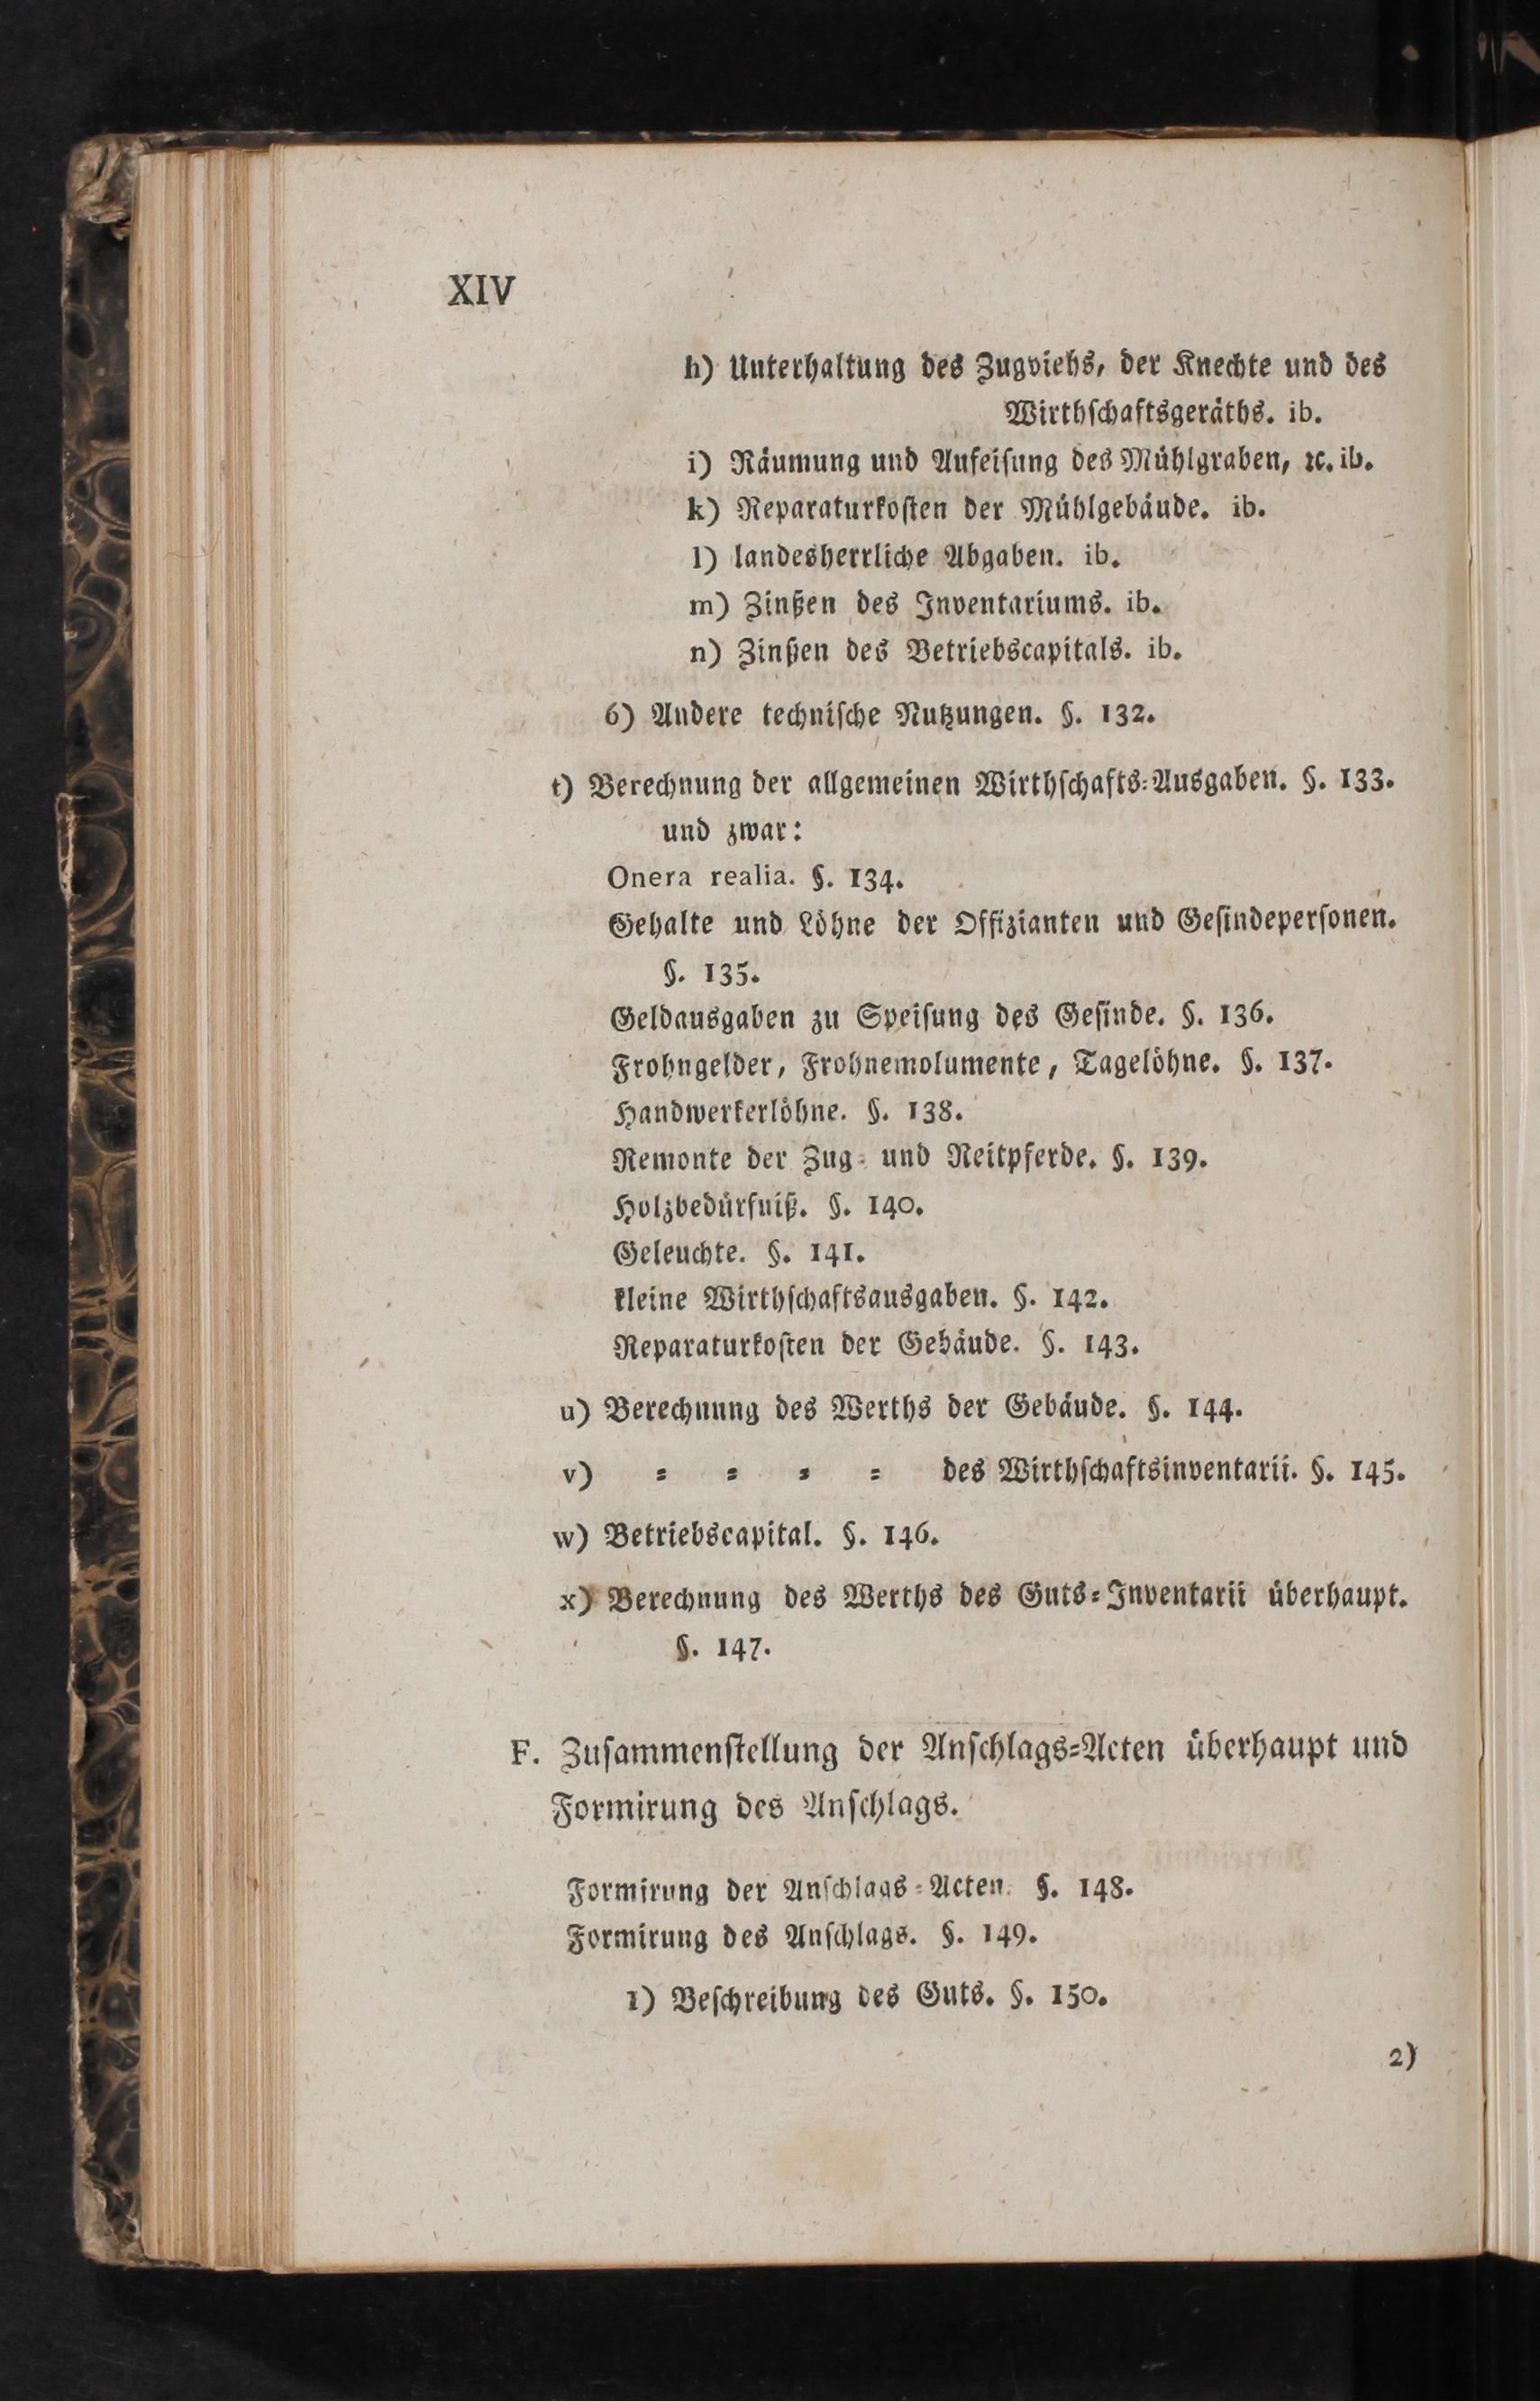 XIV
h) Unterhaltung des Zugviehs, der Knechte und des
Wirthſchaftsgeräths. ib.
i) Räumung und Aufeiſung des Mühlgraben, ꝛc. ib.
k) Reparaturkoſten der Mühlgebäude. ib.
l) landesherrliche Abgaben. ib.
m) Zinßen des Inventariums. ib.
n) Zinßen des Betriebscapitals. ib.
6) Andere techniſche Nutzungen. §. 132.
t) Berechnung der allgemeinen Wirthſchafts-Ausgaben. §. 133.
und zwar:
Onera realia. §. 134.
Gehalte und Löhne der Offizianten und Geſindeperſonen.
§. 135.
Geldausgaben zu Speiſung des Geſinde. §. 136.
Frohngelder, Frohnemolumente, Tagelöhne. §. 137.
Handwerkerlöhne. §. 138.
Remonte der Zug- und Reitpferde. §. 139.
Holzbedürfniß. §. 140.
Geleuchte. §. 141.
kleine Wirthſchaftsausgaben. §. 142.
Reparaturkoſten der Gebäude. §. 143.
u) Berechnung des Werths der Gebäude. §. 144.
v) = = = = des Wirthſchaftsinventarii. §. 145.
w) Betriebscapital. §. 146.
x) Berechnung des Werths des Guts-Inventarii überhaupt.
§. 147.
F. Zuſammenſtellung der Anſchlags-Acten überhaupt und
Formirung des Anſchlags.
Formirung der Anſchlags-Acten. §. 148.
Formirung des Anſchlags. §. 149.
1) Beſchreibung des Guts. §. 150.
2)